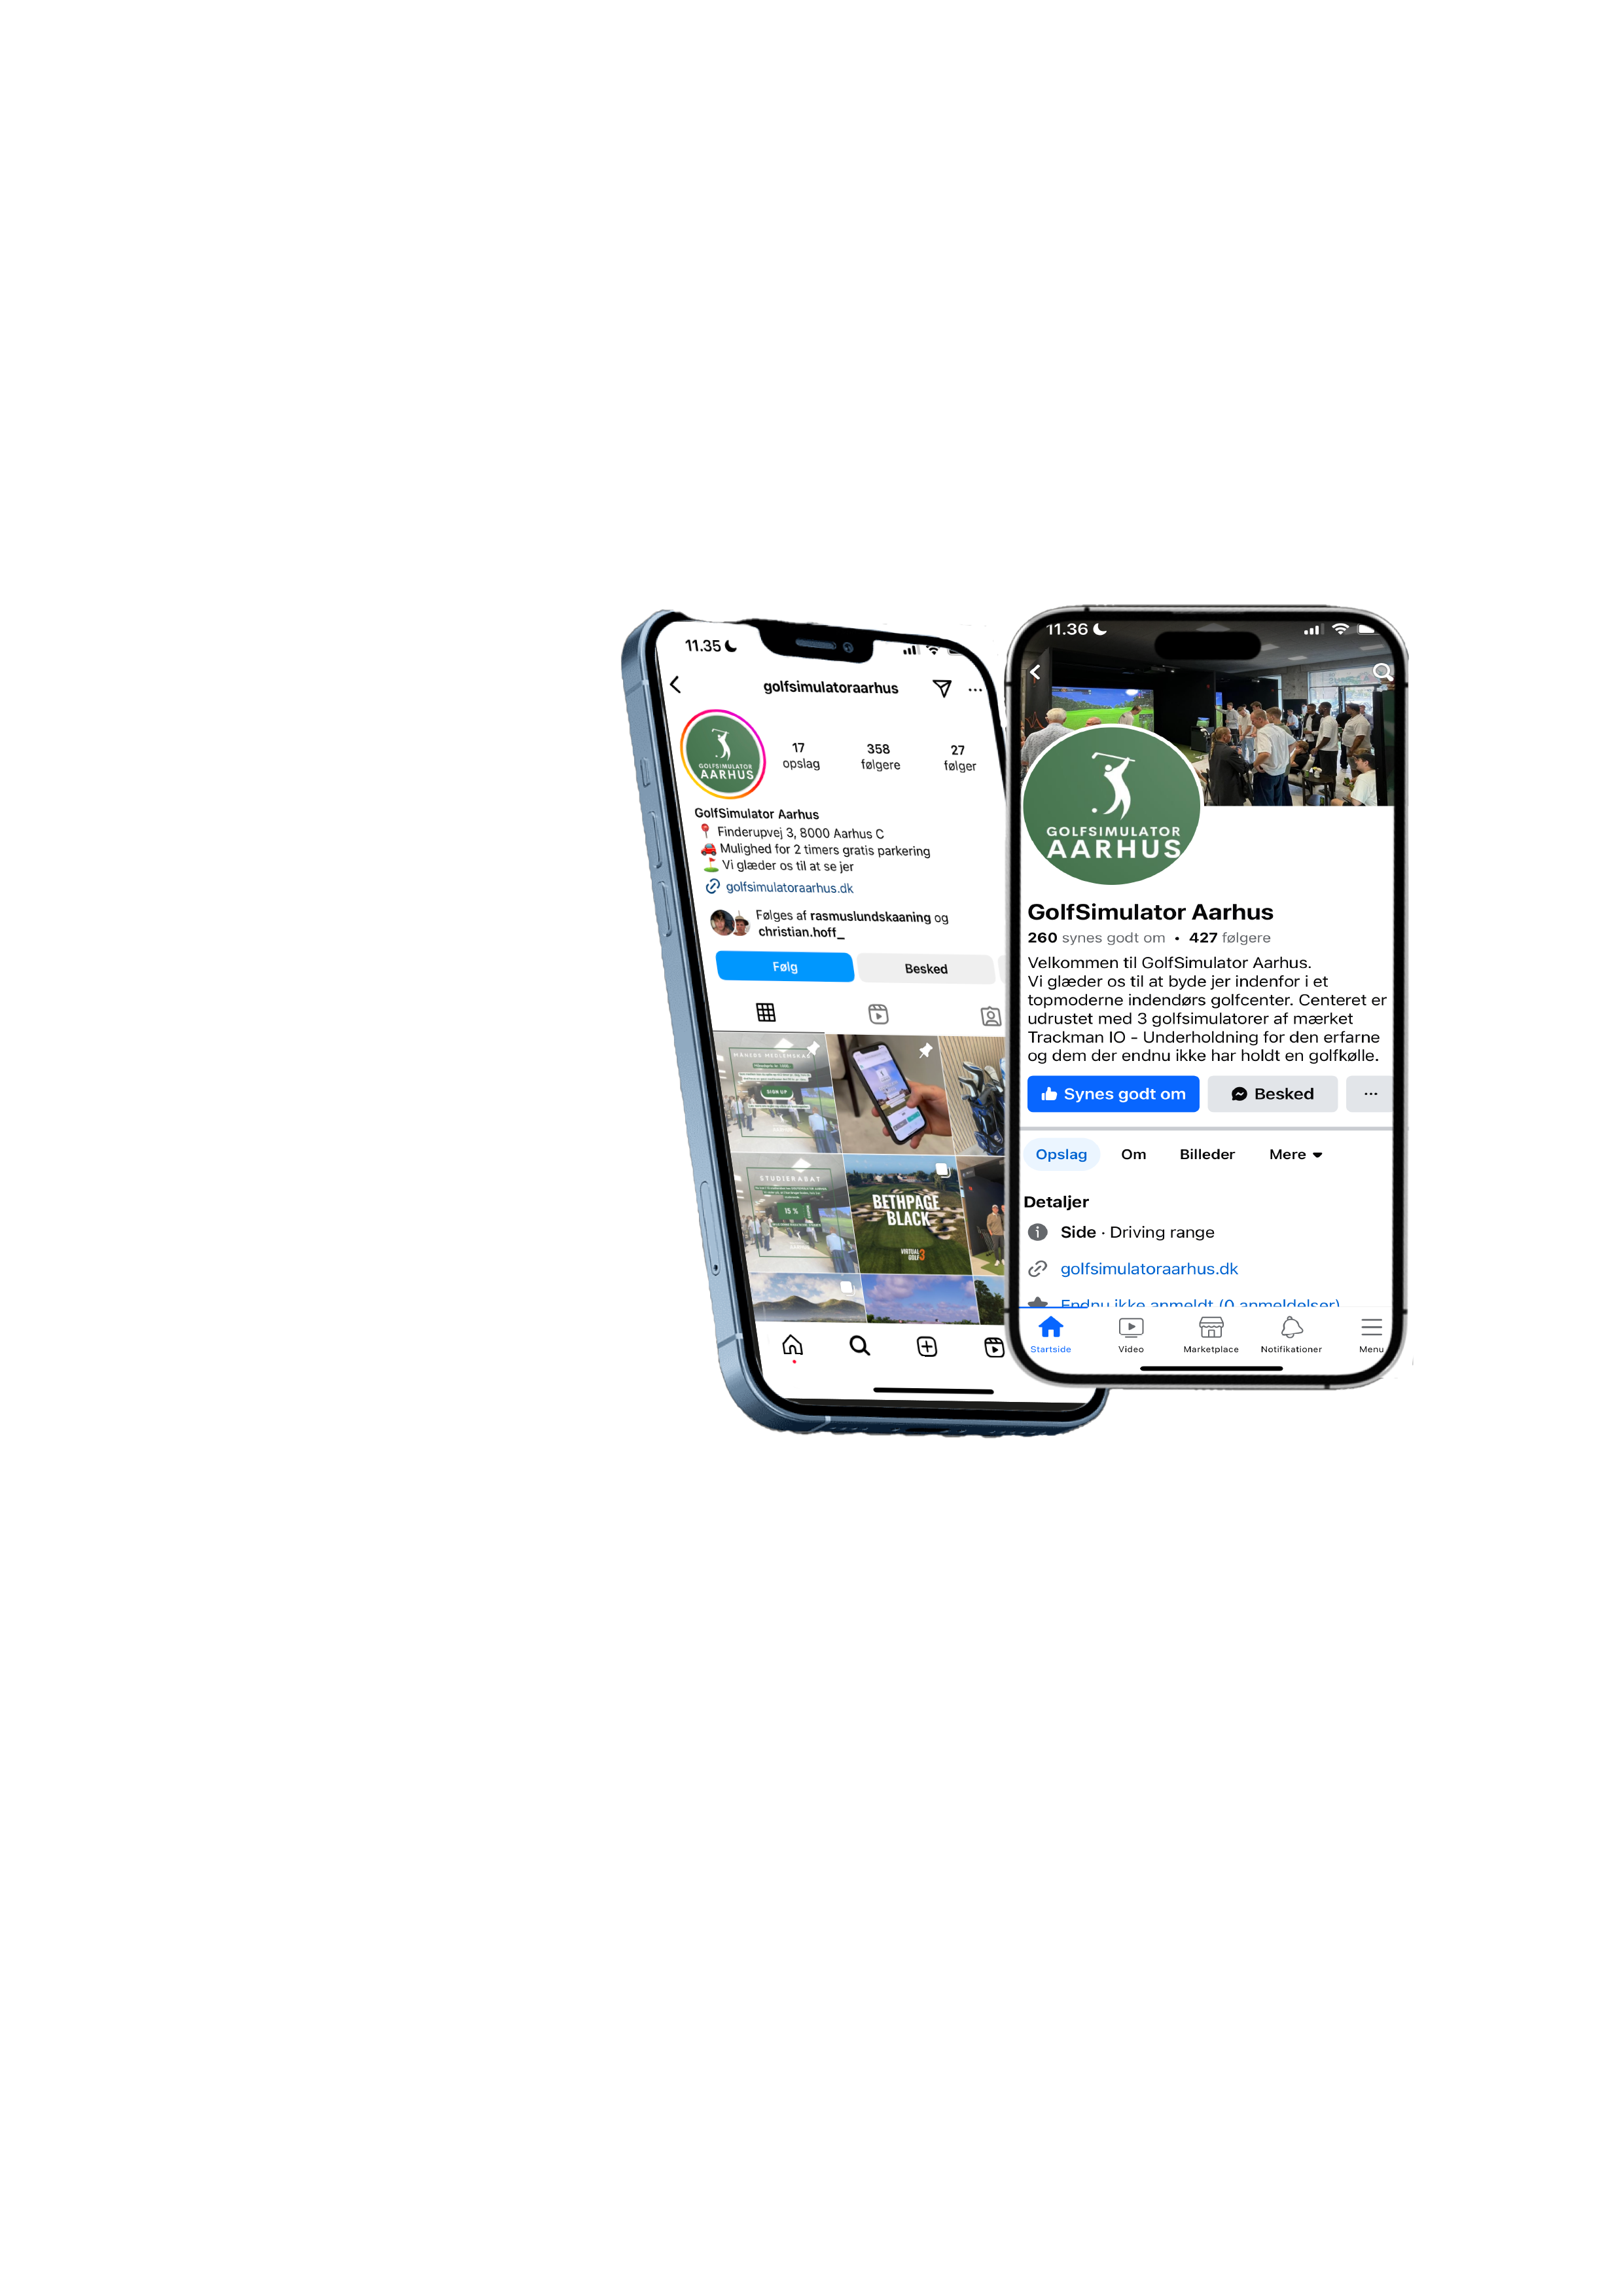 11.35
golfsimulatoraarhus
GOLFSIMULATOR
AARHUS
17
358
27
opslag
følgere
følger
GolfSimulator Aarhus
Finderupvej 3, 8000 Aarhus C
Mulighed for 2 timers gratis parkering
Vi glæder os til at se jer
golfsimulatoraarhus.dk
Følges af rasmuslundskaaning og
christian.hoff_
Følg
Besked
MÅNEDS MEDLEMSKAB
SIGN UP
STUDIERABAT
15 %
BETHPAGE
BLACK
VIRTUAL
GOLF 3
11.36
GOLFSIMULATOR
AARHUS
GolfSimulator Aarhus
260 synes godt om • 427 følgere
Velkommen til GolfSimulator Aarhus.
Vi glæder os til at byde jer indenfor i et
topmoderne indendørs golfcenter. Centeret er
udrustet med 3 golfsimulatorer af mærket
Trackman IO - Underholdning for den erfarne
og dem der endnu ikke har holdt en golfkølle.
Synes godt om
Besked
Opslag
Om
Billeder
Mere
Detaljer
Side · Driving range
golfsimulatoraarhus.dk
Endnu ikke anmeldt (0 anmeldelser)
Startside
Video
Marketplace
Notifikationer
Menu